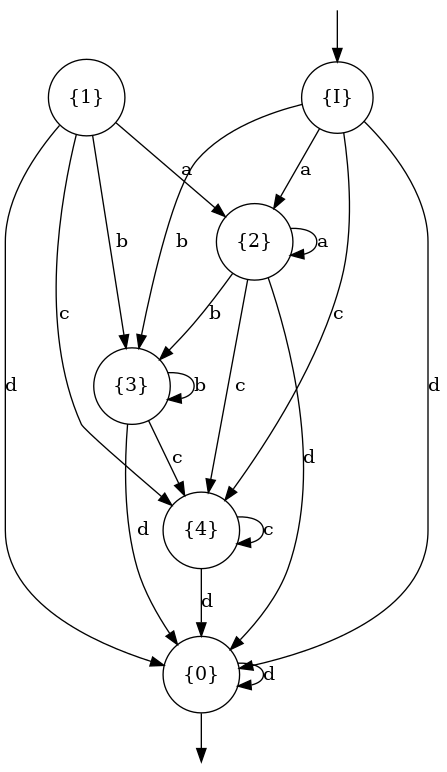 {1} {I}
a a
{2}
b b a
b c c
d {3} b d
c d
d
{4} c
d
{0} d